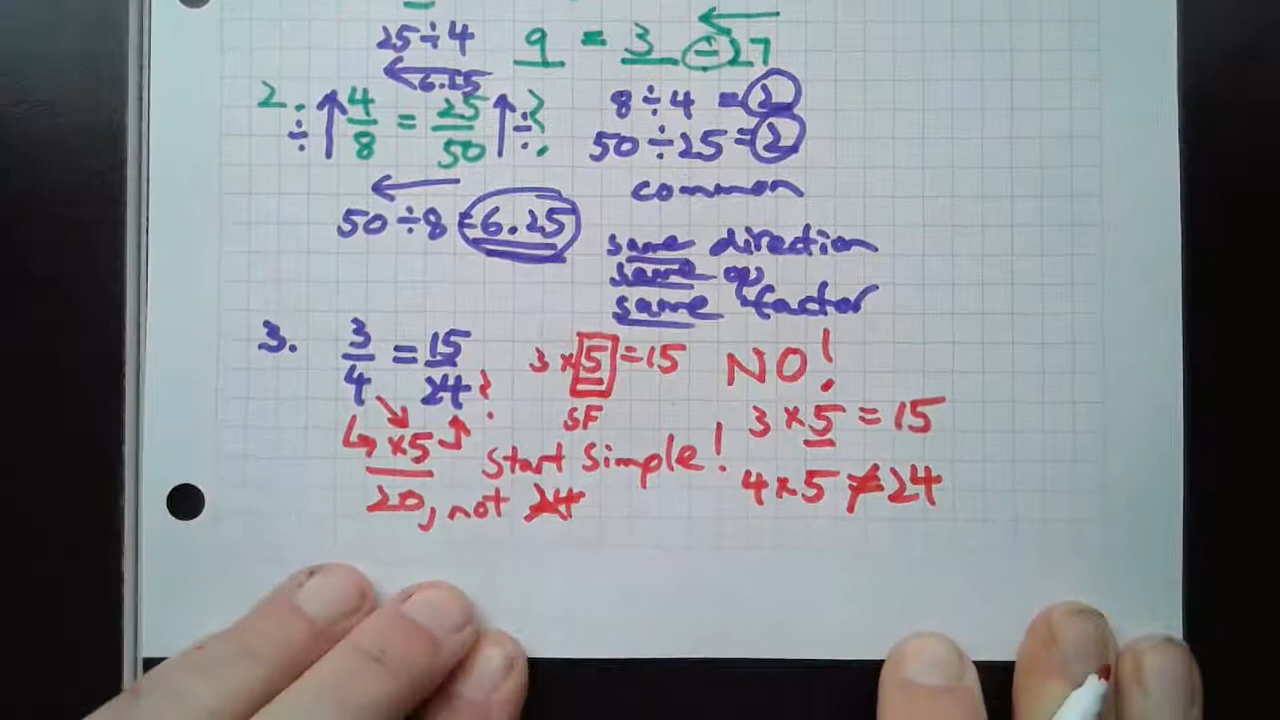 25÷4
9 = 3 ÷ 27
6.25
2. ÷ 4/8 = 25/50 ÷ ?
8÷4 = 2
50÷25=2
common
50÷8=6.25
same direction
same op
same factor
3. 3/4 = 15/24 ?
3×5=15
SF
NO!
3×5=15
4×5≠24
×5
Start simple!
20, not 24